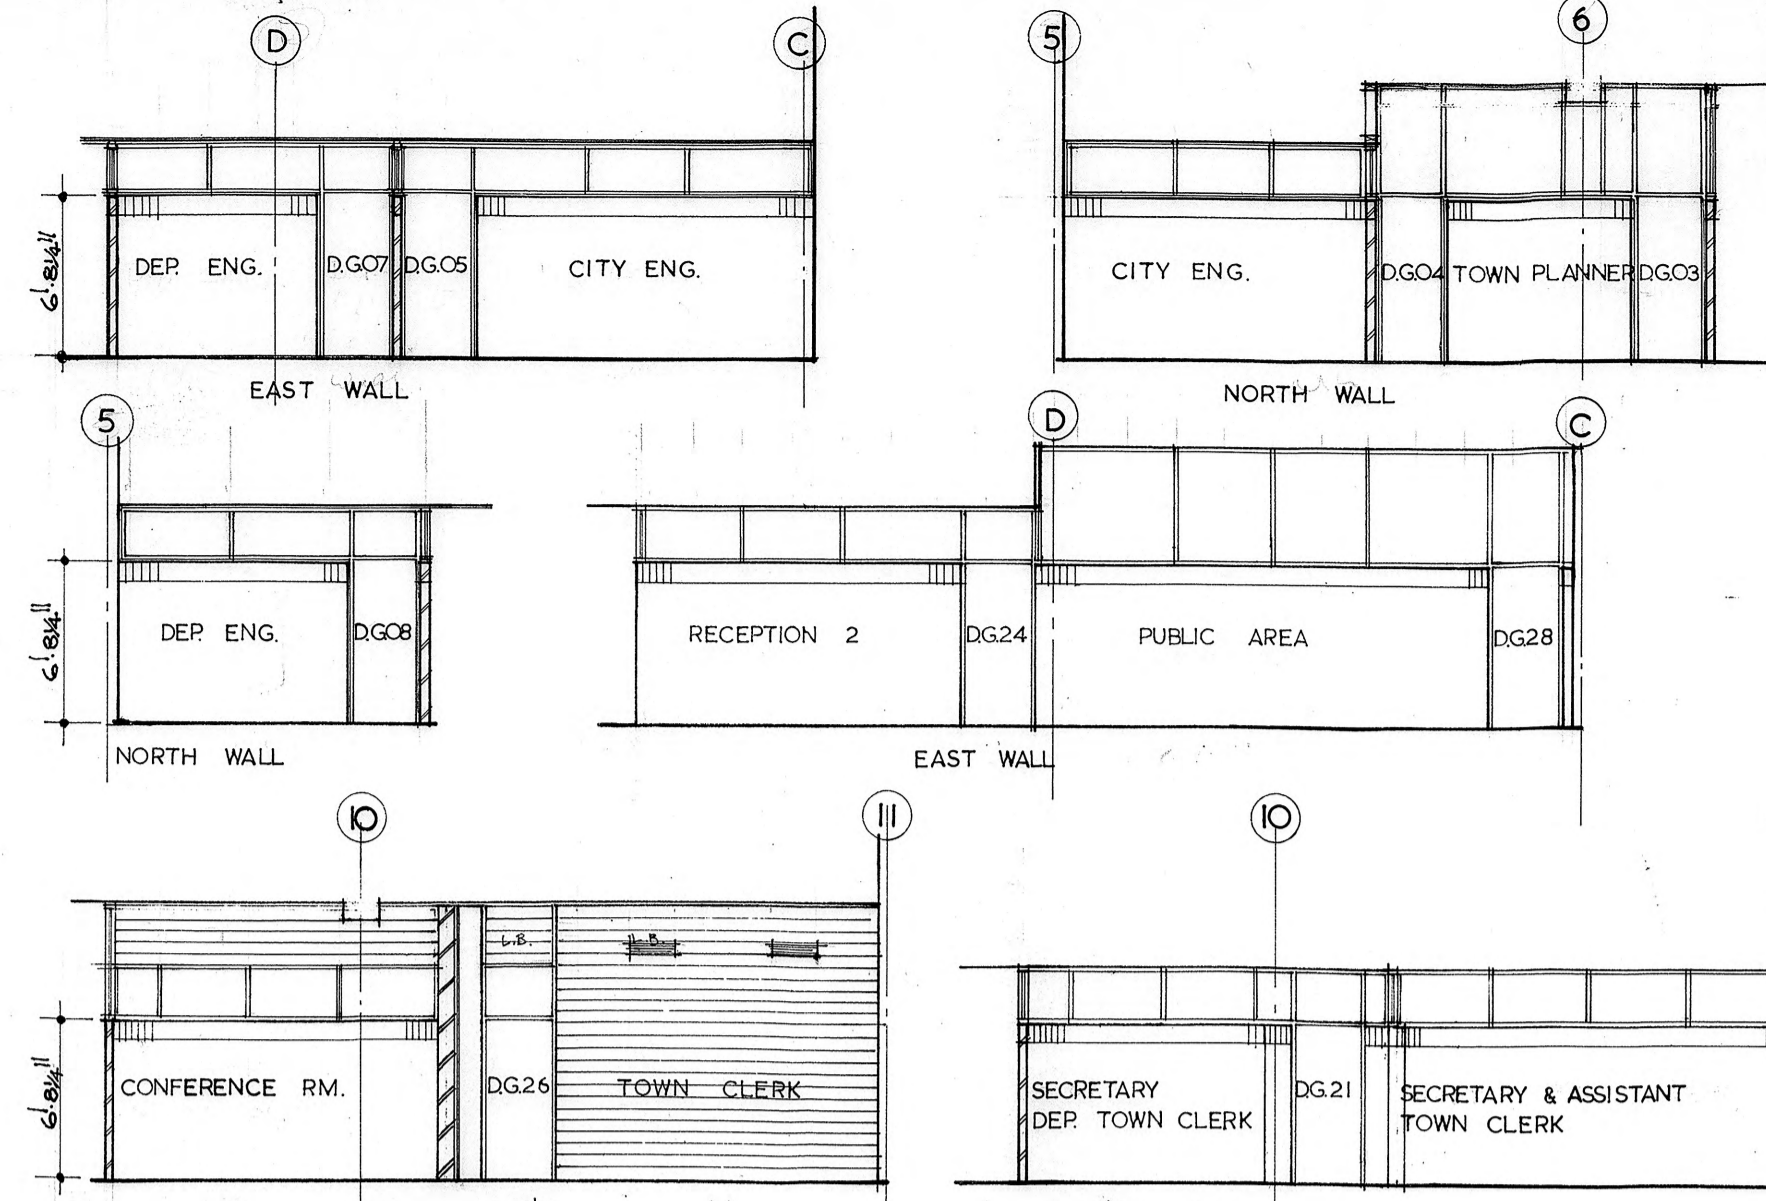 D
C
5
6
6'.8¼"
DEP. ENG.
D.G.07
D.G.05
CITY ENG.
CITY ENG.
D.G.04
TOWN PLANNER
D.G.03
EAST WALL
NORTH WALL
5
D
C
6'.8¼"
DEP. ENG.
D.G.08
RECEPTION 2
D.G.24
PUBLIC AREA
D.G.28
NORTH WALL
EAST WALL
10
11
10
L.B.
L.B.
6'.8¼"
CONFERENCE RM.
D.G.26
TOWN CLERK
SECRETARY
DEP. TOWN CLERK
D.G.21
SECRETARY & ASSISTANT
TOWN CLERK